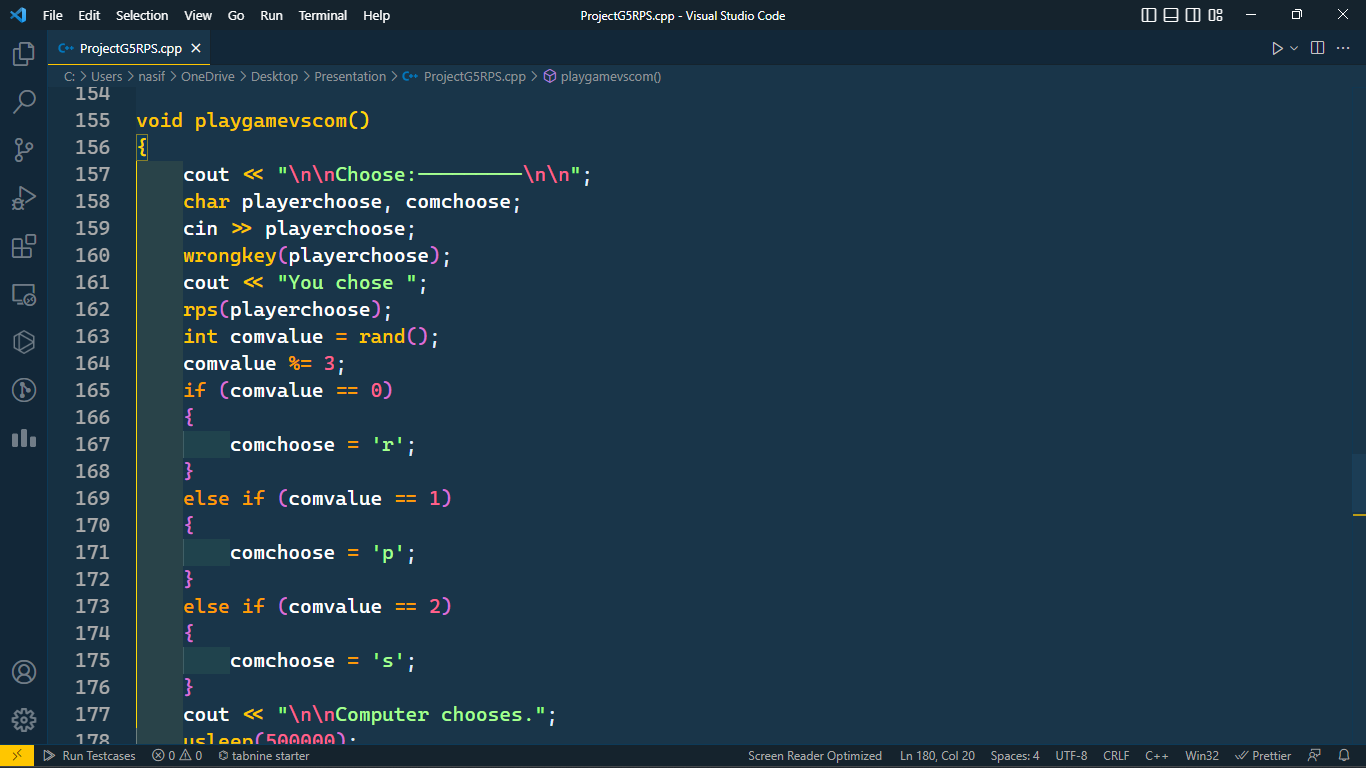 File Edit Selection View Go Run Terminal Help ProjectG5RPS.cpp - Visual Studio Code
C++ ProjectG5RPS.cpp
C: > Users > nasif > OneDrive > Desktop > Presentation > C++ ProjectG5RPS.cpp > playgamevscom()
154
155 void playgamevscom()
156 {
157 cout << "\n\nChoose:---------\n\n";
158 char playerchoose, comchoose;
159 cin >> playerchoose;
160 wrongkey(playerchoose);
161 cout << "You chose ";
162 rps(playerchoose);
163 int comvalue = rand();
164 comvalue %= 3;
165 if (comvalue == 0)
166 {
167 comchoose = 'r';
168 }
169 else if (comvalue == 1)
170 {
171 comchoose = 'p';
172 }
173 else if (comvalue == 2)
174 {
175 comchoose = 's';
176 }
177 cout << "\n\nComputer chooses.";
178 usleep(500000);
Run Testcases 0 0 tabnine starter Screen Reader Optimized Ln 180, Col 20 Spaces: 4 UTF-8 CRLF C++ Win32 Prettier